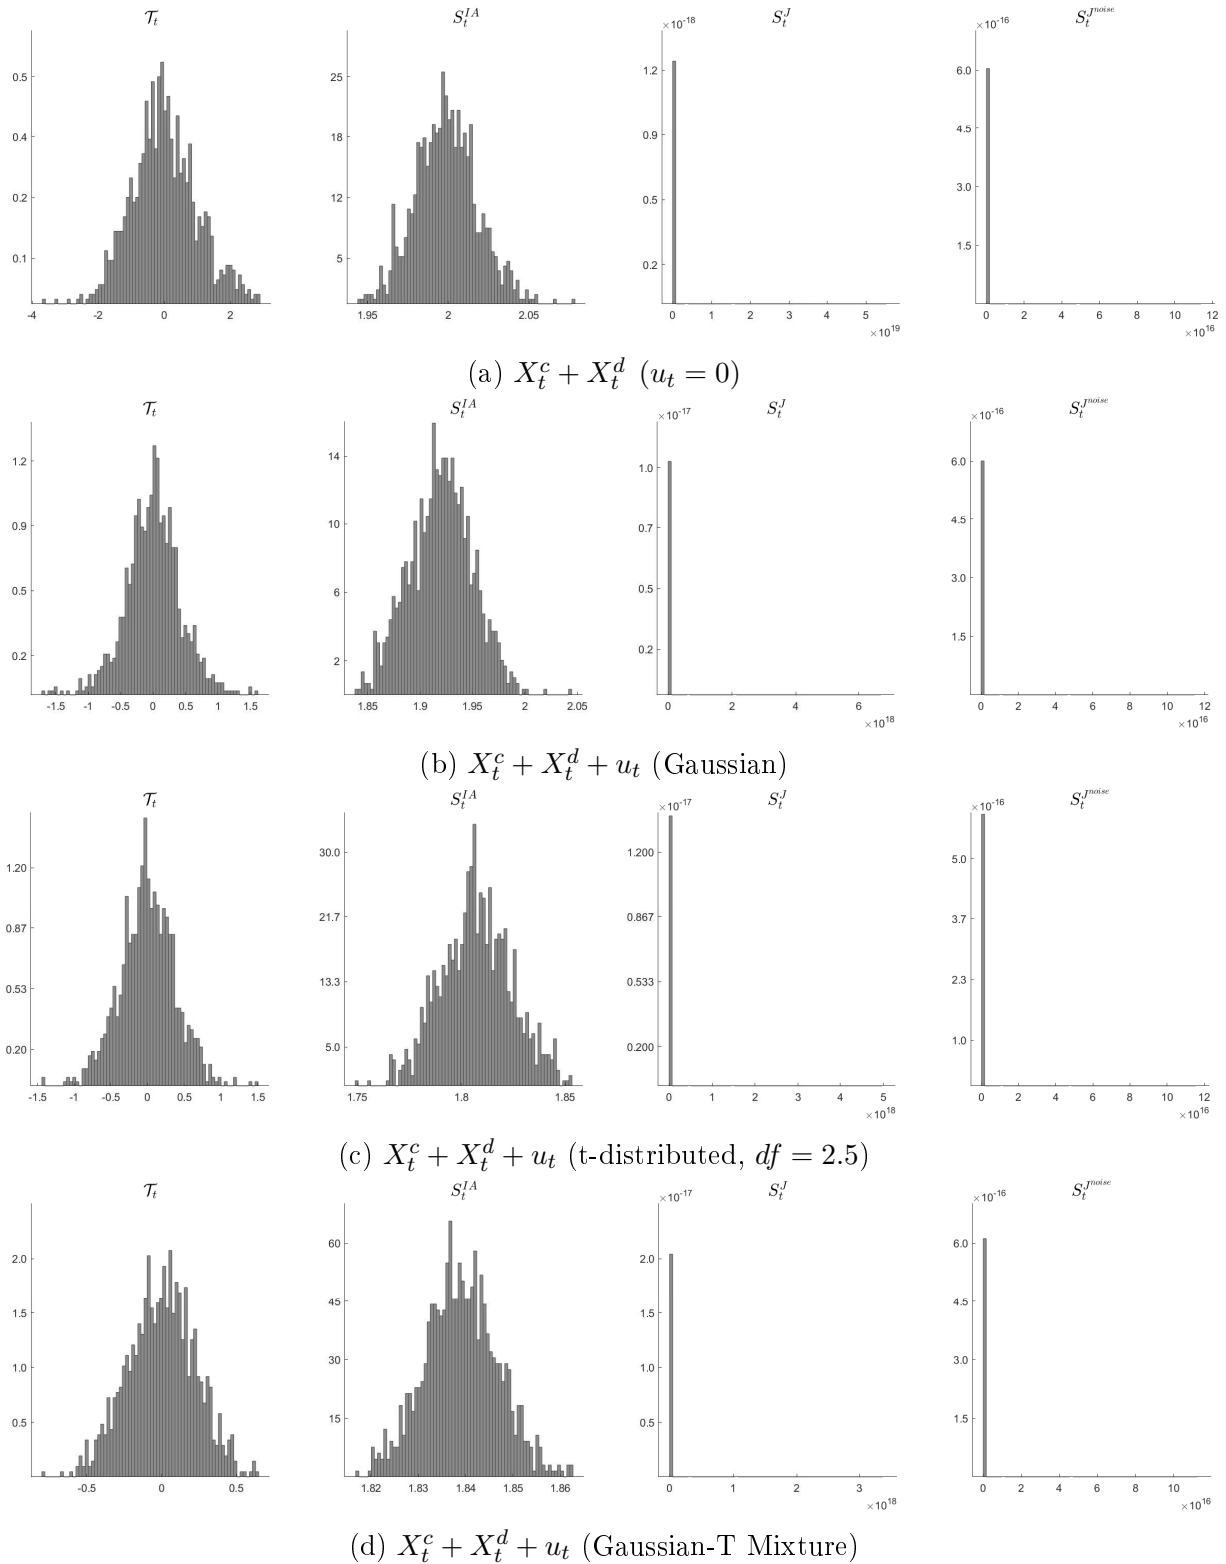 𝒯_t S_t^{IA} S_t^J S_t^{J^{noise}}
×10^-18 ×10^-16
0.5 25 1.2 6.0
0.4 18 0.9 4.5
0.2 12 0.5 3.0
0.1 5 0.2 1.5
-4 -2 0 2 1.95 2 2.05 0 1 2 3 4 5 0 2 4 6 8 10 12
×10^19 ×10^16
(a) X_t^c + X_t^d (u_t = 0)
𝒯_t S_t^{IA} S_t^J S_t^{J^{noise}}
×10^-17 ×10^-16
1.2 14 1.0 6.0
0.9 10 0.7 4.5
0.5 6 0.5 3.0
0.2 2 0.2 1.5
-1.5 -1 -0.5 0 0.5 1 1.5 1.85 1.9 1.95 2 2.05 0 2 4 6 0 2 4 6 8 10 12
×10^18 ×10^16
(b) X_t^c + X_t^d + u_t (Gaussian)
𝒯_t S_t^{IA} S_t^J S_t^{J^{noise}}
×10^-17 ×10^-16
1.20 30.0 1.200 5.0
0.87 21.7 0.867 3.7
0.53 13.3 0.533 2.3
0.20 5.0 0.200 1.0
-1.5 -1 -0.5 0 0.5 1 1.5 1.75 1.8 1.85 0 1 2 3 4 5 0 2 4 6 8 10 12
×10^18 ×10^16
(c) X_t^c + X_t^d + u_t (t-distributed, df = 2.5)
𝒯_t S_t^{IA} S_t^J S_t^{J^{noise}}
×10^-17 ×10^-16
2.0 60 2.0 6.0
1.5 45 1.5 4.5
1.0 30 1.0 3.0
0.5 15 0.5 1.5
-0.5 0 0.5 1.82 1.83 1.84 1.85 1.86 0 1 2 3 0 2 4 6 8 10
×10^18 ×10^16
(d) X_t^c + X_t^d + u_t (Gaussian-T Mixture)